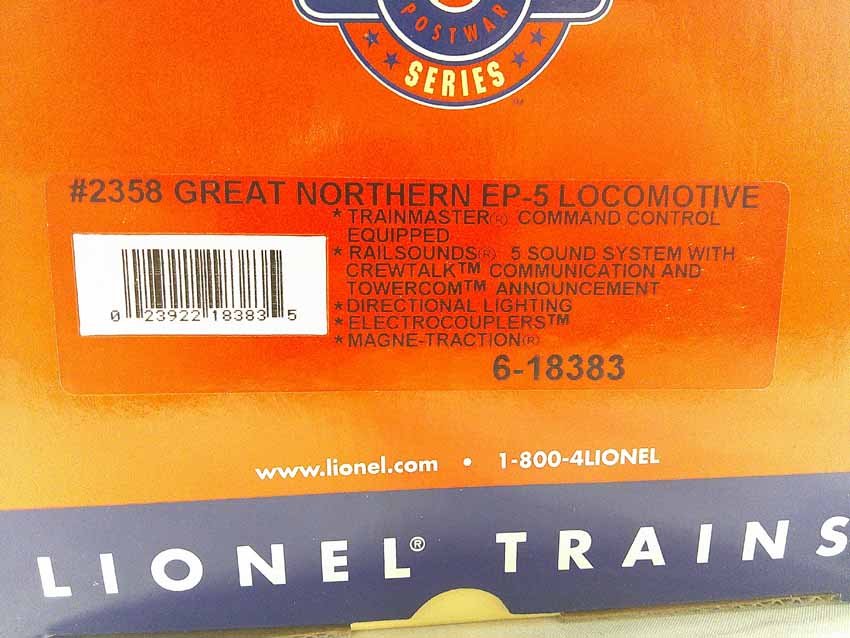 POSTWAR
SERIES
™
#2358 GREAT NORTHERN EP-5 LOCOMOTIVE
* TRAINMASTER® COMMAND CONTROL
EQUIPPED
* RAILSOUNDS® 5 SOUND SYSTEM WITH
CREWTALK™ COMMUNICATION AND
TOWERCOM™ ANNOUNCEMENT
* DIRECTIONAL LIGHTING
* ELECTROCOUPLERS™
* MAGNE-TRACTION®
6-18383
0 23922 18383 5
www.lionel.com • 1-800-4LIONEL
LIONEL® TRAINS